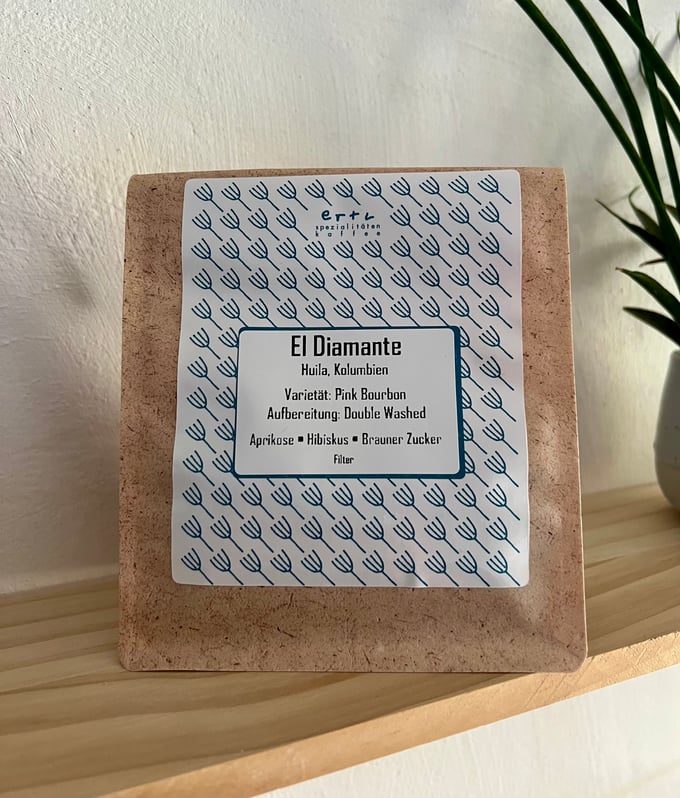 ertl
spezialitäten
kaffee
El Diamante
Huila, Kolumbien
Varietät: Pink Bourbon
Aufbereitung: Double Washed
Aprikose ▪ Hibiskus ▪ Brauner Zucker
Filter